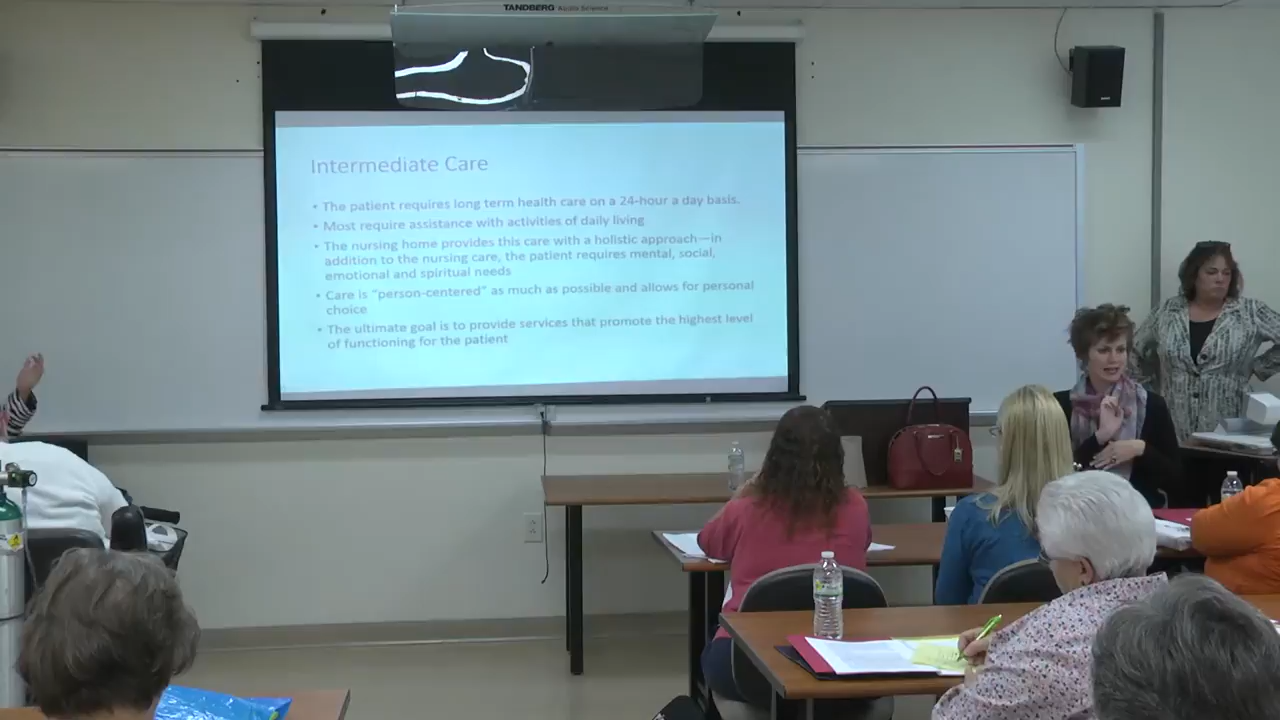 TANDBERG Audio Science
Intermediate Care
• The patient requires long term health care on a 24-hour a day basis.
• Most require assistance with activities of daily living
• The nursing home provides this care with a holistic approach—in
addition to the nursing care, the patient requires mental, social,
emotional and spiritual needs
• Care is "person-centered" as much as possible and allows for personal
choice
• The ultimate goal is to provide services that promote the highest level
of functioning for the patient